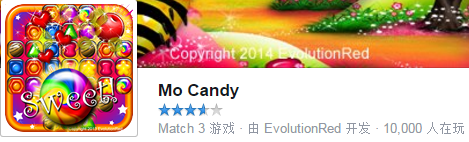 Copyright 2014 EvolutionRed
Sweet
Mo Candy
Match 3 游戏 · 由 EvolutionRed 开发 · 10,000 人在玩